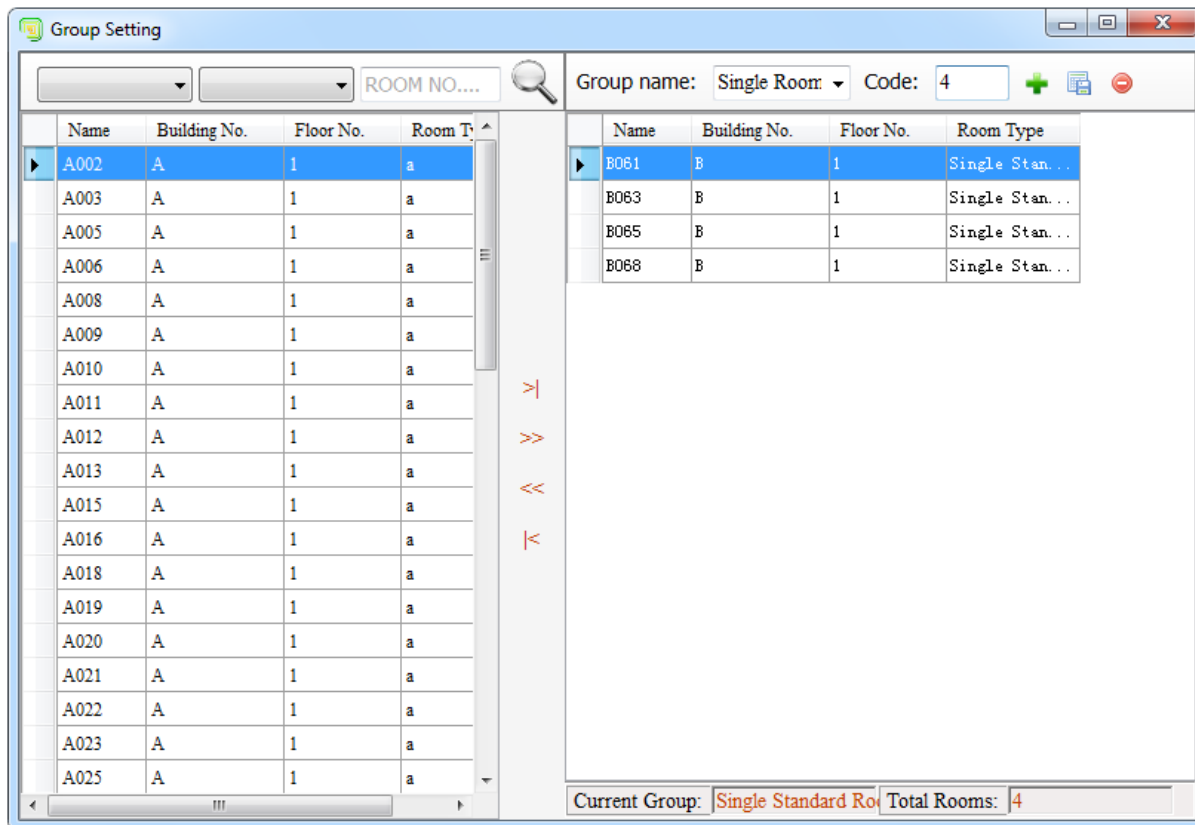 Group Setting
ROOM NO....
Group name: Single Room Code: 4
Name Building No. Floor No. Room Ty
A002 A 1 a
A003 A 1 a
A005 A 1 a
A006 A 1 a
A008 A 1 a
A009 A 1 a
A010 A 1 a
A011 A 1 a
A012 A 1 a
A013 A 1 a
A015 A 1 a
A016 A 1 a
A018 A 1 a
A019 A 1 a
A020 A 1 a
A021 A 1 a
A022 A 1 a
A023 A 1 a
A025 A 1 a
>|
>>
<<
|<
Name Building No. Floor No. Room Type
B061 B 1 Single Stan...
B063 B 1 Single Stan...
B065 B 1 Single Stan...
B068 B 1 Single Stan...
Current Group: Single Standard Roo Total Rooms: 4